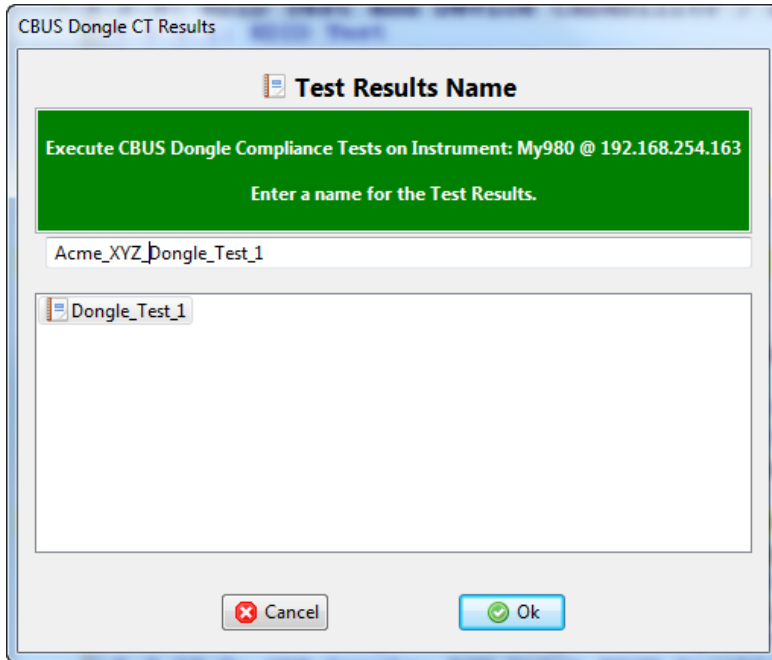 CBUS Dongle CT Results
Test Results Name
Execute CBUS Dongle Compliance Tests on Instrument: My980 @ 192.168.254.163
Enter a name for the Test Results.
Acme_XYZ_Dongle_Test_1
Dongle_Test_1
Cancel
Ok